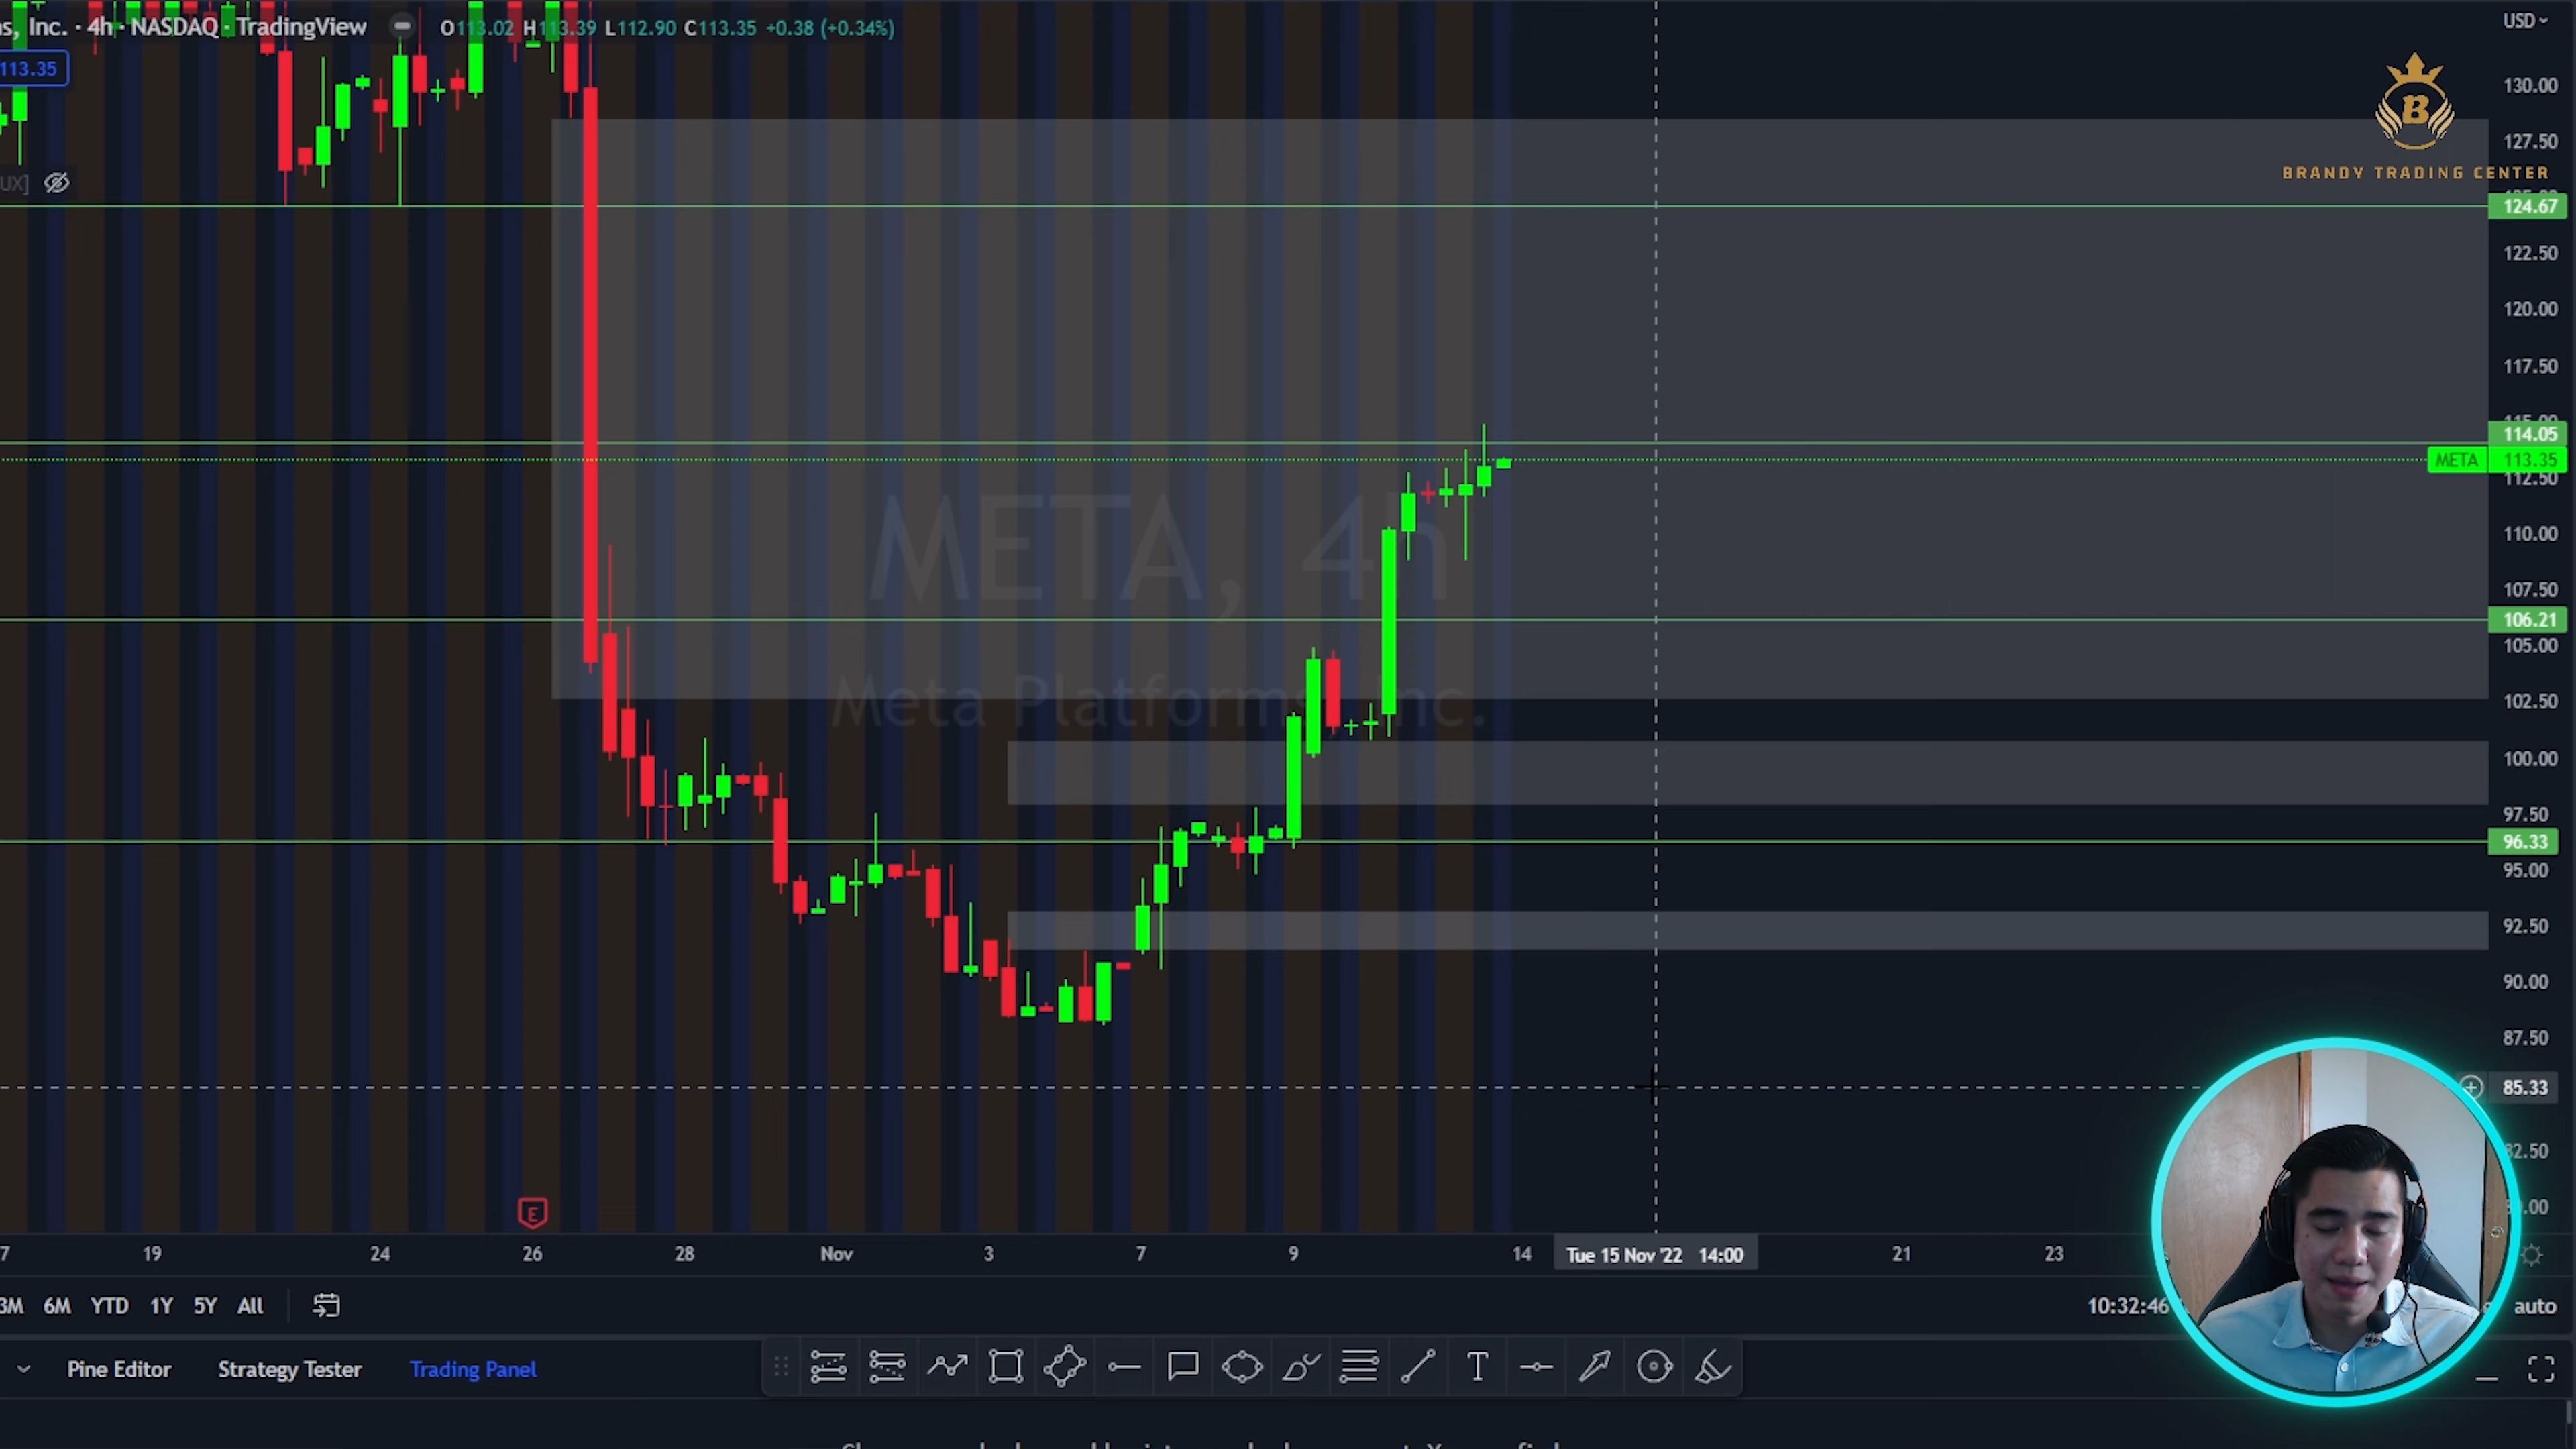 Inc. · 4h · NASDAQ · TradingView
O113.02 H113.39 L112.90 C113.35 +0.38 (+0.34%)
USD
113.35
130.00
127.50
BRANDY TRADING CENTER
UX]
124.67
122.50
120.00
117.50
115.00
114.05
META 113.35
112.50
110.00
META, 4h
107.50
106.21
105.00
Meta Platforms, Inc.
102.50
100.00
97.50
96.33
95.00
92.50
90.00
87.50
85.33
82.50
E
7 19 24 26 28 Nov 3 7 9 14 Tue 15 Nov '22 14:00 21 23
3M 6M YTD 1Y 5Y All
10:32:46
auto
Pine Editor Strategy Tester Trading Panel
T